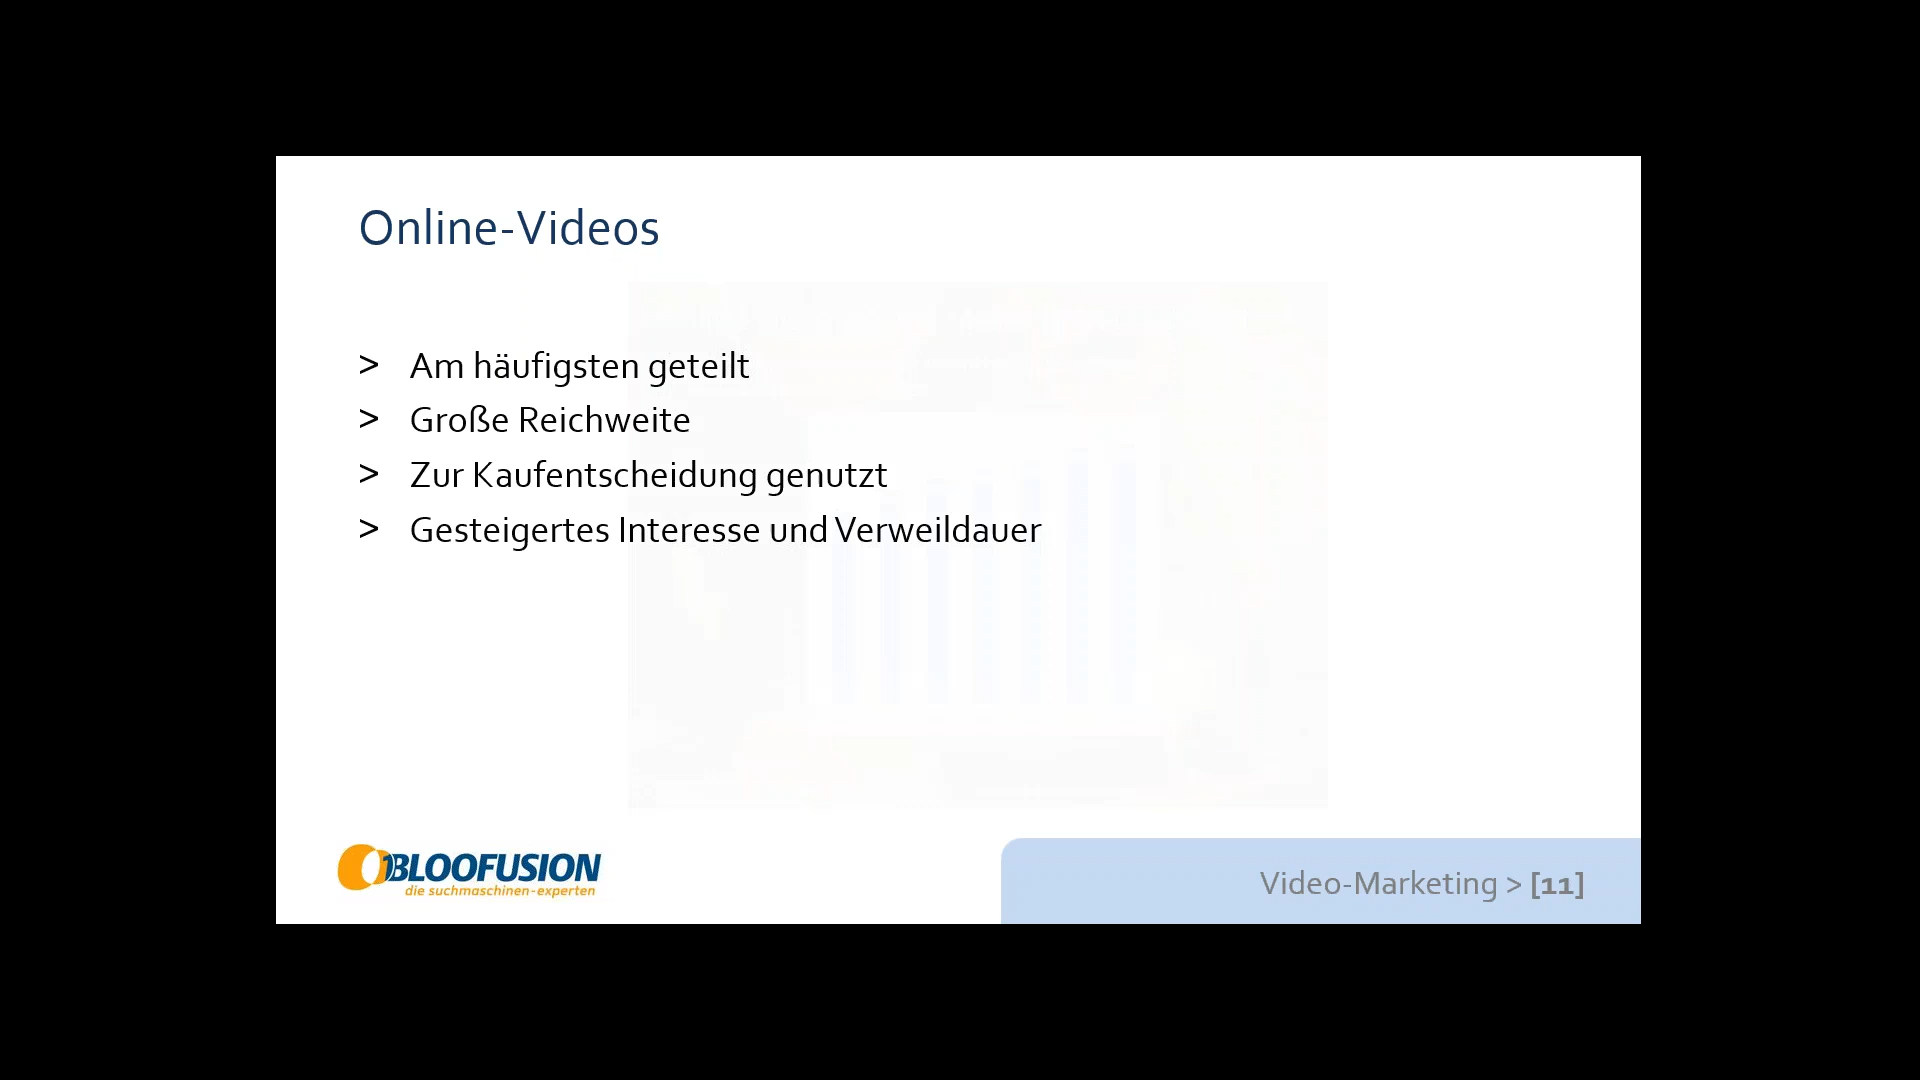 Online-Videos
> Am häufigsten geteilt
> Große Reichweite
> Zur Kaufentscheidung genutzt
> Gesteigertes Interesse und Verweildauer
BLOOFUSION
die suchmaschinen-experten
Video-Marketing > [11]